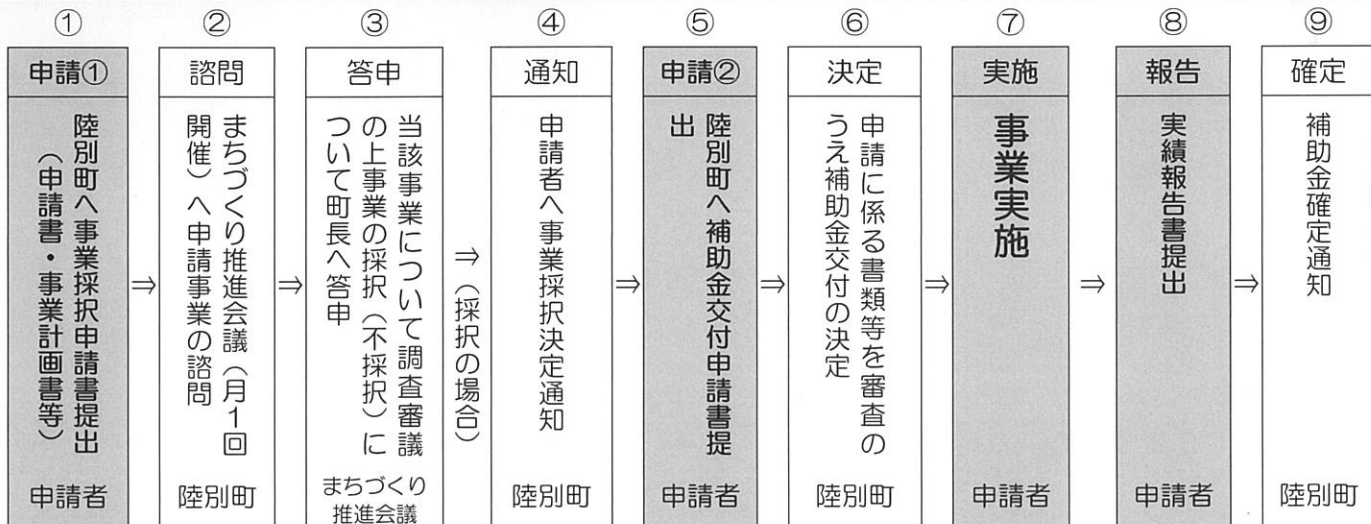 ①
申請①
陸別町へ事業採択申請書提出
（申請書・事業計画書等）
申請者
⇒
②
諮問
まちづくり推進会議（月1回
開催）へ申請事業の諮問
陸別町
⇒
③
答申
当該事業について調査審議
の上事業の採択（不採択）に
ついて町長へ答申
まちづくり
推進会議
⇒（採択の場合）
④
通知
申請者へ事業採択決定通知
陸別町
⇒
⑤
申請②
陸別町へ補助金交付申請書提
出
申請者
⇒
⑥
決定
申請に係る書類等を審査の
うえ補助金交付の決定
陸別町
⇒
⑦
実施
事業実施
申請者
⇒
⑧
報告
実績報告書提出
申請者
⇒
⑨
確定
補助金確定通知
陸別町